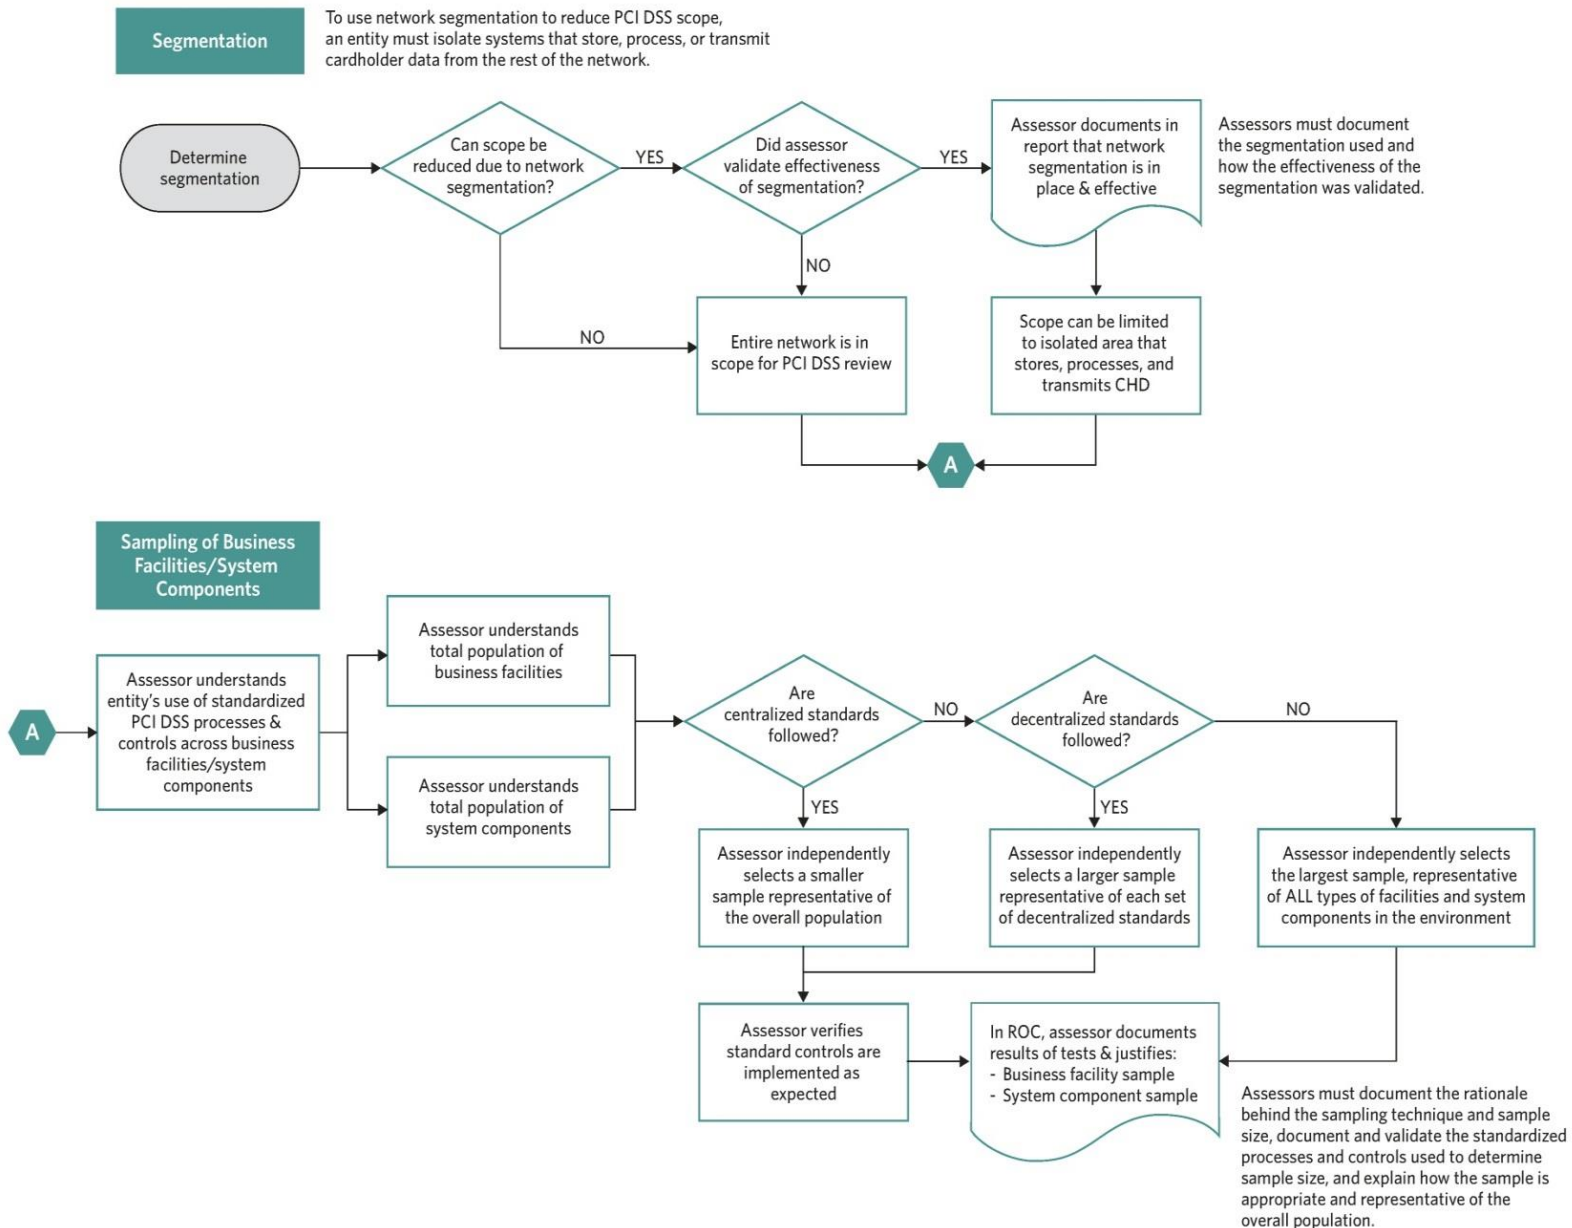 Segmentation
To use network segmentation to reduce PCI DSS scope,
an entity must isolate systems that store, process, or transmit
cardholder data from the rest of the network.
Determine
segmentation
Can scope be
reduced due to network
segmentation?
YES
Did assessor
validate effectiveness
of segmentation?
YES
Assessor documents in
report that network
segmentation is in
place & effective
Assessors must document
the segmentation used and
how the effectiveness of the
segmentation was validated.
NO
NO
Entire network is in
scope for PCI DSS review
Scope can be limited
to isolated area that
stores, processes, and
transmits CHD
A
Sampling of Business
Facilities/System
Components
A
Assessor understands
entity's use of standardized
PCI DSS processes &
controls across business
facilities/system
components
Assessor understands
total population of
business facilities
Assessor understands
total population of
system components
Are
centralized standards
followed?
NO
Are
decentralized standards
followed?
NO
YES
YES
Assessor independently
selects a smaller
sample representative of
the overall population
Assessor independently
selects a larger sample
representative of each set
of decentralized standards
Assessor independently selects
the largest sample, representative
of ALL types of facilities and system
components in the environment
Assessor verifies
standard controls are
implemented as
expected
In ROC, assessor documents
results of tests & justifies:
- Business facility sample
- System component sample
Assessors must document the rationale
behind the sampling technique and sample
size, document and validate the standardized
processes and controls used to determine
sample size, and explain how the sample is
appropriate and representative of the
overall population.